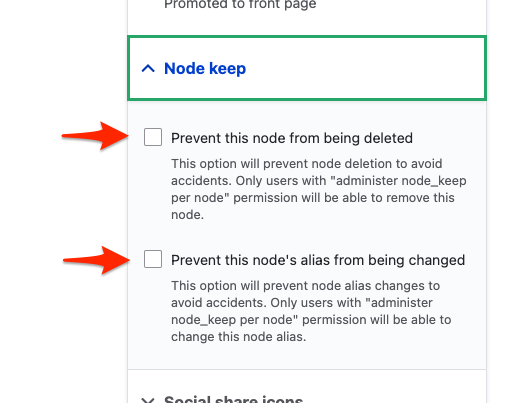 Promoted to front page
Node keep
Prevent this node from being deleted
This option will prevent node deletion to avoid
accidents. Only users with "administer node_keep
per node" permission will be able to remove this
node.
Prevent this node's alias from being changed
This option will prevent node alias changes to
avoid accidents. Only users with "administer
node_keep per node" permission will be able to
change this node alias.
Social share icons